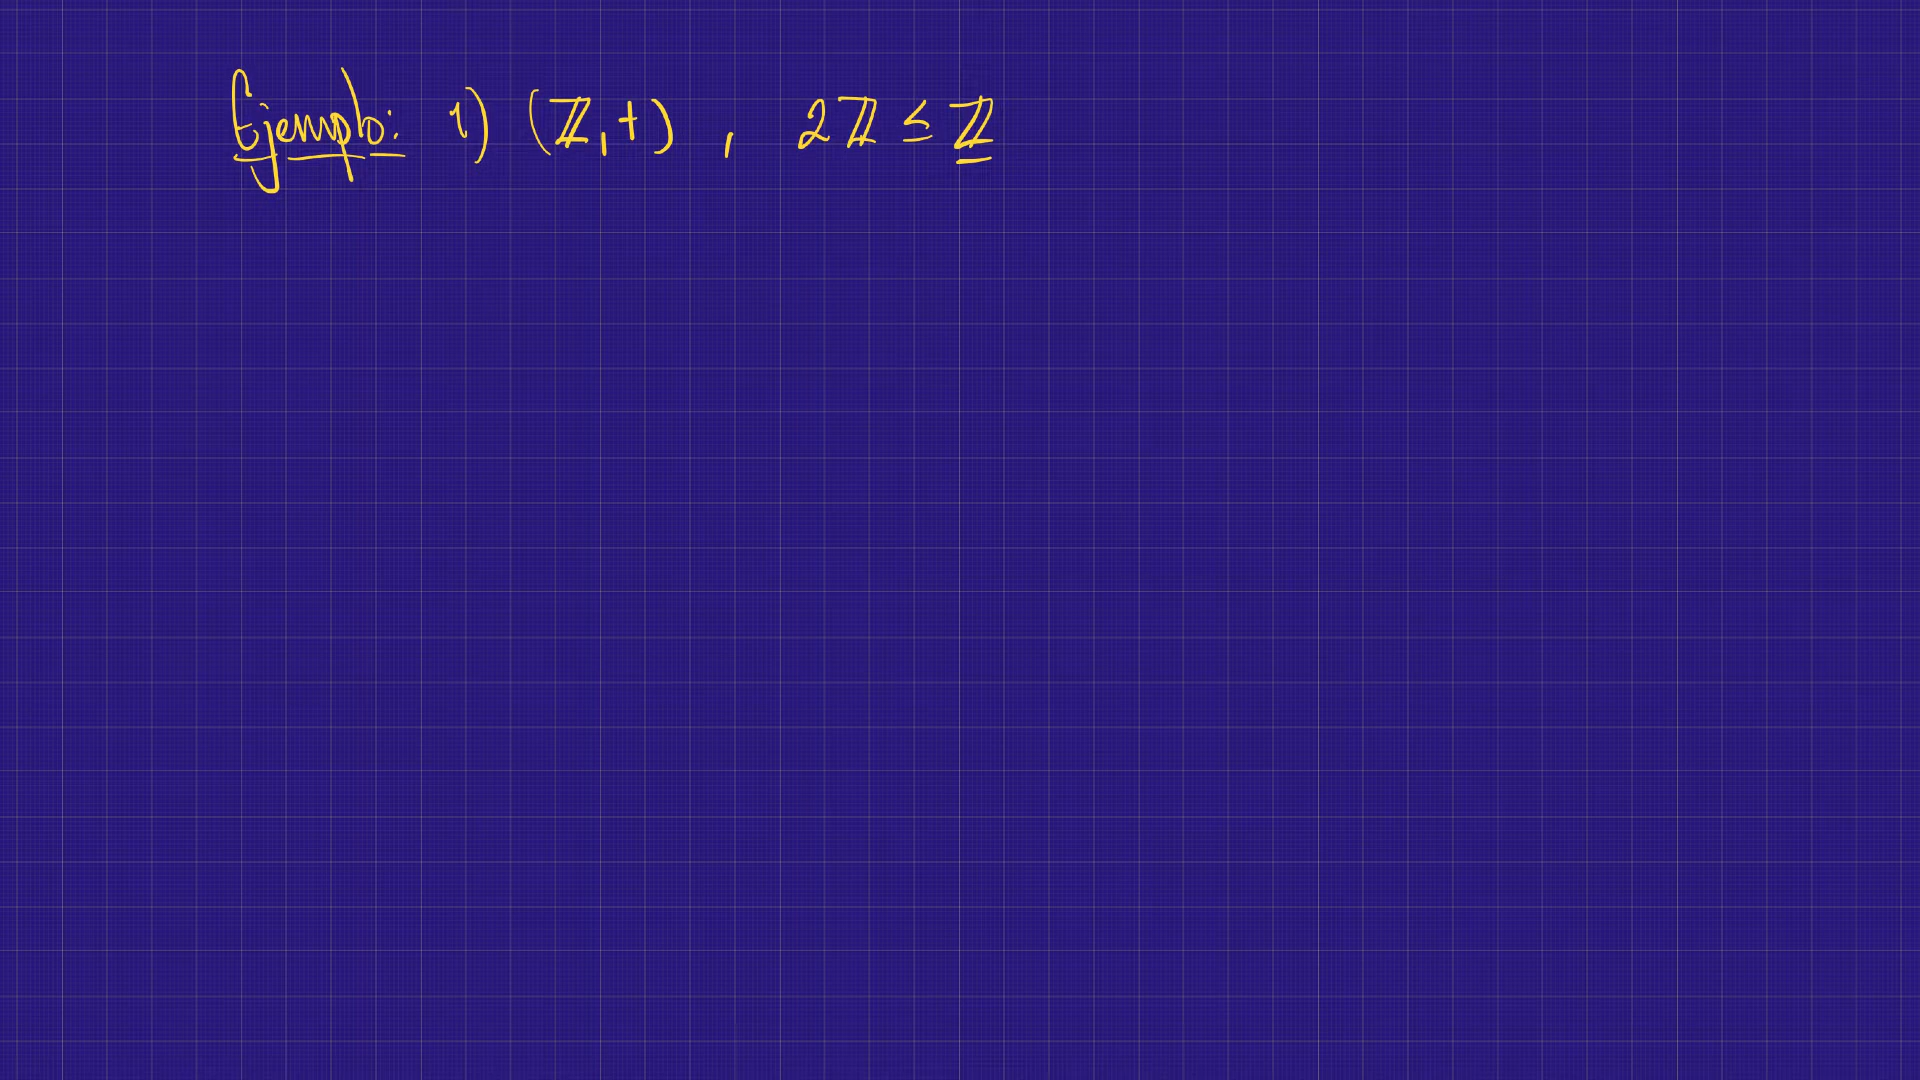 Ejemplo: 1) (ℤ,+) , 2ℤ ≤ ℤ